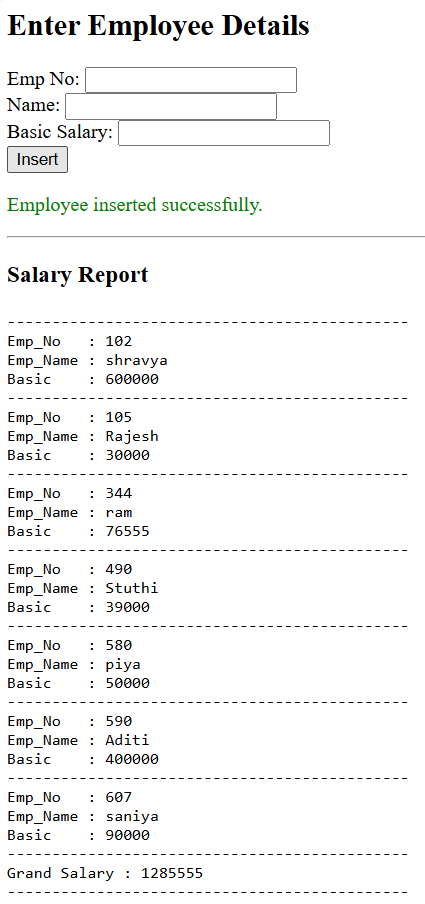 Enter Employee Details
Emp No:
Name:
Basic Salary:
Insert
Employee inserted successfully.
Salary Report
---------------------------------------------
Emp_No   : 102
Emp_Name : shravya
Basic    : 600000
---------------------------------------------
Emp_No   : 105
Emp_Name : Rajesh
Basic    : 30000
---------------------------------------------
Emp_No   : 344
Emp_Name : ram
Basic    : 76555
---------------------------------------------
Emp_No   : 490
Emp_Name : Stuthi
Basic    : 39000
---------------------------------------------
Emp_No   : 580
Emp_Name : piya
Basic    : 50000
---------------------------------------------
Emp_No   : 590
Emp_Name : Aditi
Basic    : 400000
---------------------------------------------
Emp_No   : 607
Emp_Name : saniya
Basic    : 90000
---------------------------------------------
Grand Salary : 1285555
---------------------------------------------